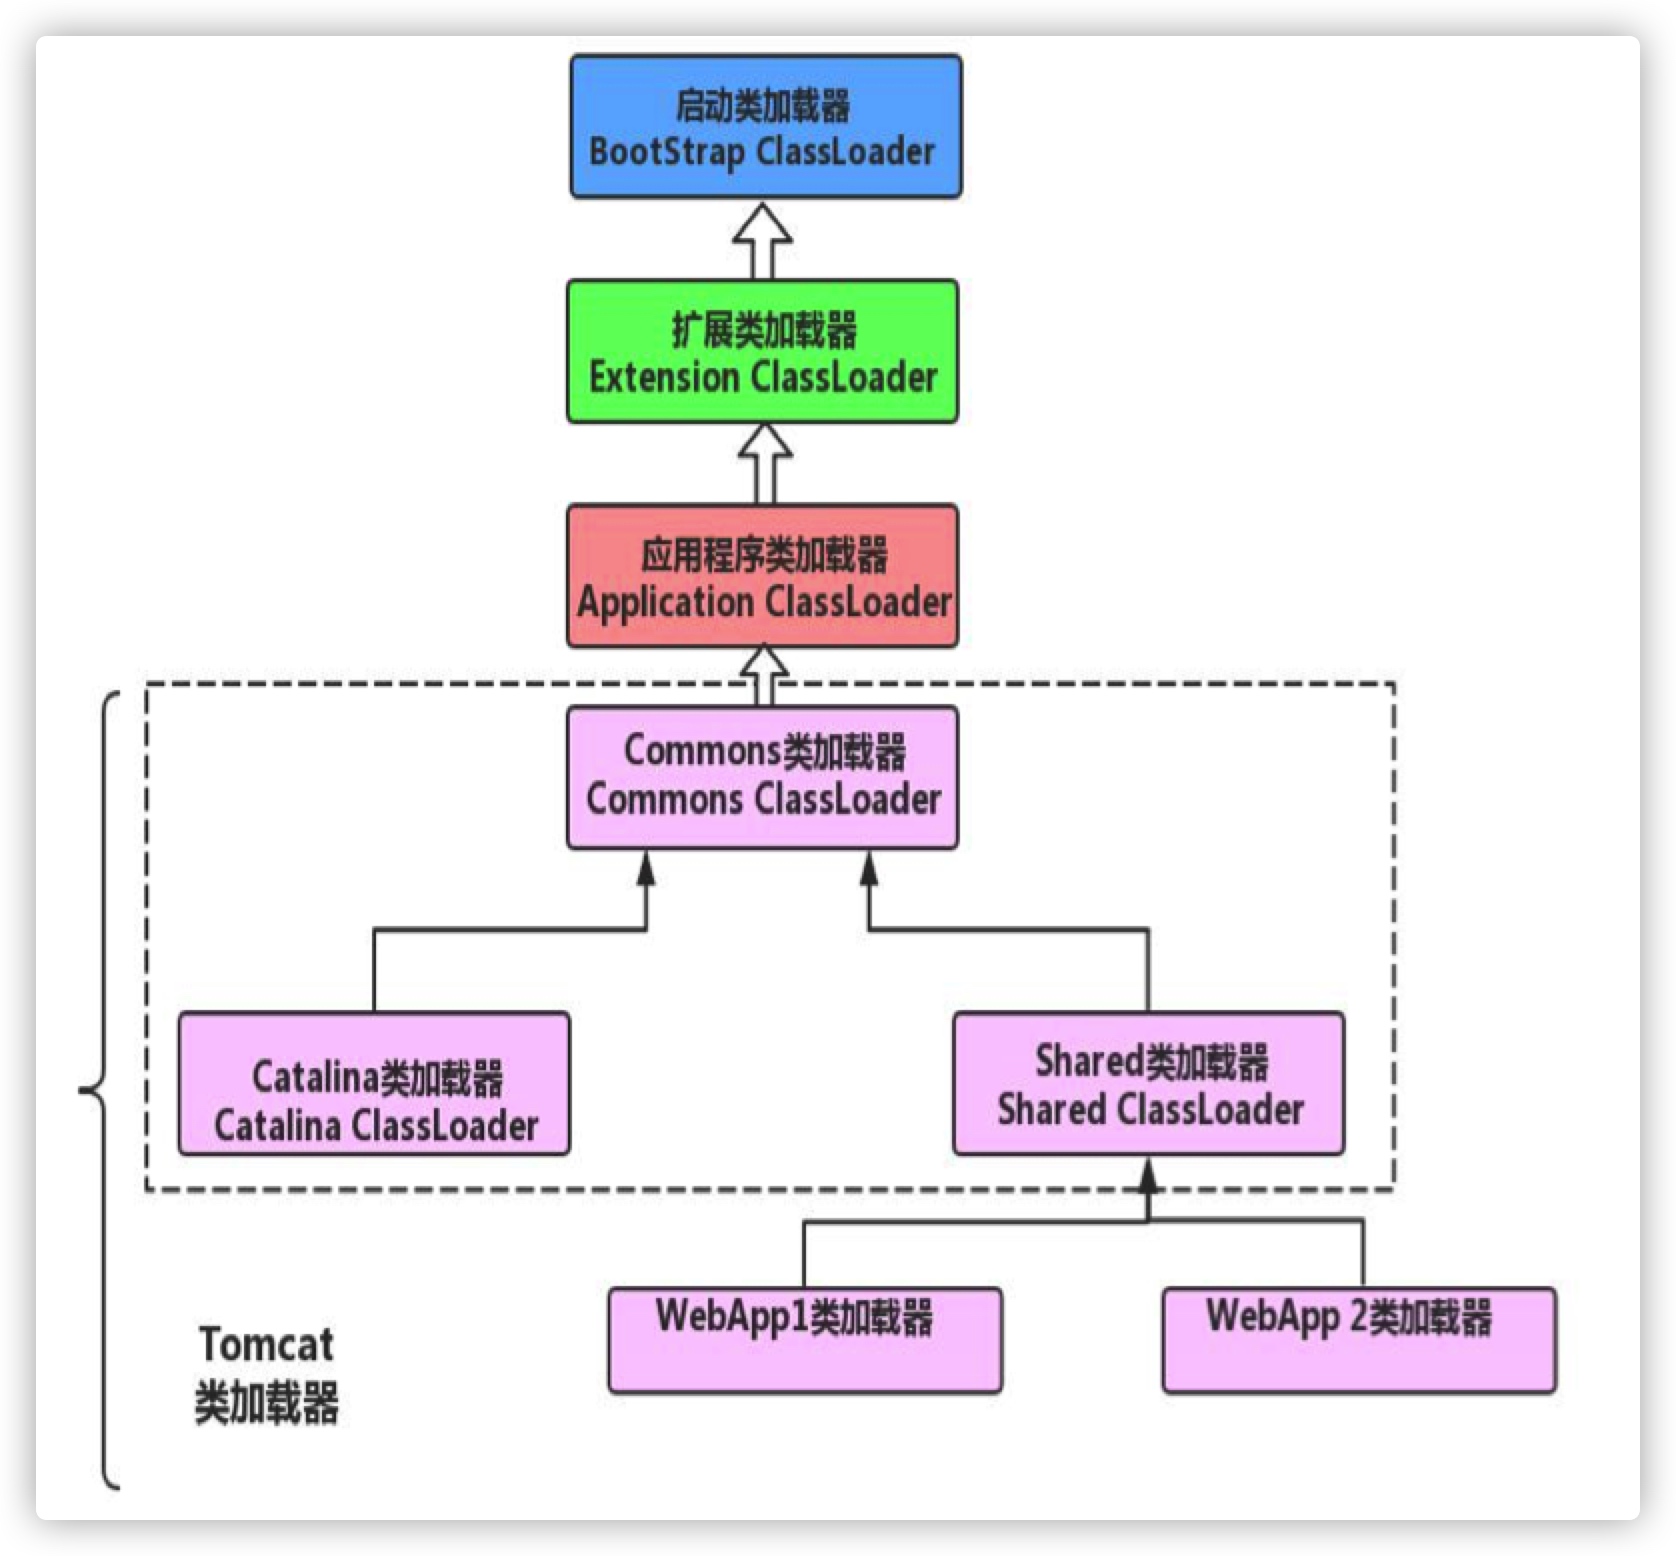 启动类加载器
BootStrap ClassLoader
扩展类加载器
Extension ClassLoader
应用程序类加载器
Application ClassLoader
Commons类加载器
Commons ClassLoader
Catalina类加载器
Catalina ClassLoader
Shared类加载器
Shared ClassLoader
WebApp1类加载器
WebApp 2类加载器
Tomcat
类加载器